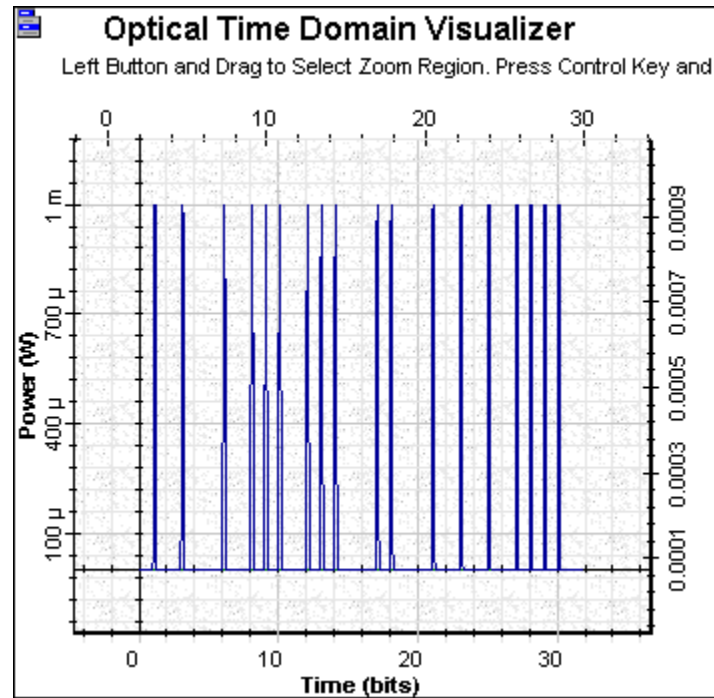 Optical Time Domain Visualizer
Left Button and Drag to Select Zoom Region. Press Control Key and
0 10 20 30
1 m
700 µ
400 µ
100 µ
Power (W)
0.0009
0.0007
0.0005
0.0003
0.0001
0 10 20 30
Time (bits)